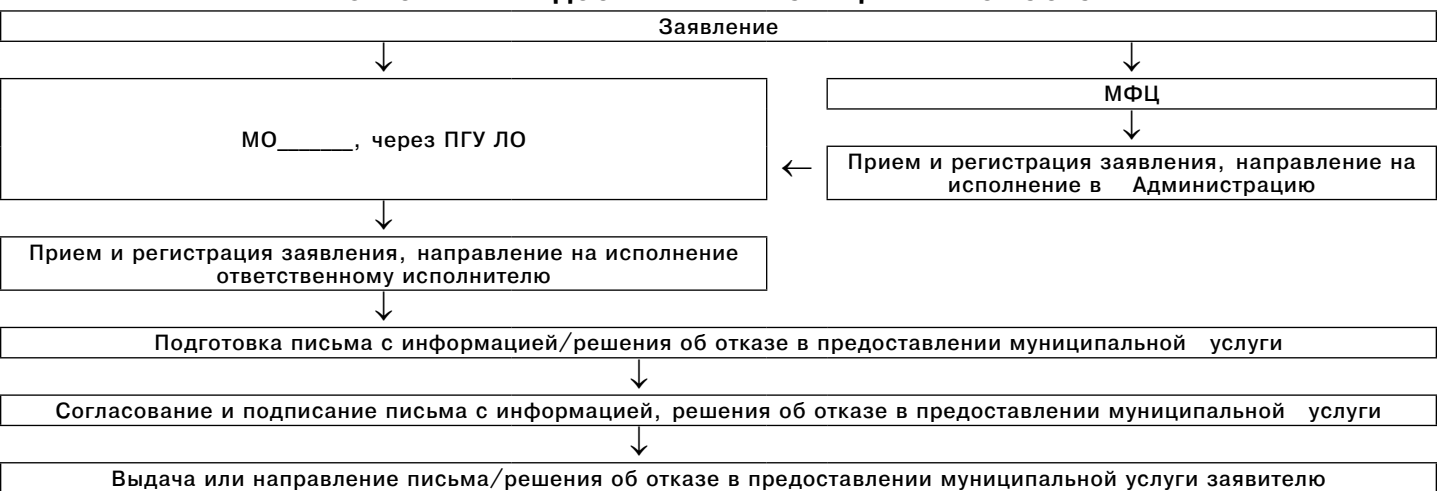 Заявление
МФЦ
МО______, через ПГУ ЛО
Прием и регистрация заявления, направление на
исполнение в Администрацию
Прием и регистрация заявления, направление на исполнение
ответственному исполнителю
Подготовка письма с информацией/решения об отказе в предоставлении муниципальной услуги
Согласование и подписание письма с информацией, решения об отказе в предоставлении муниципальной услуги
Выдача или направление письма/решения об отказе в предоставлении муниципальной услуги заявителю